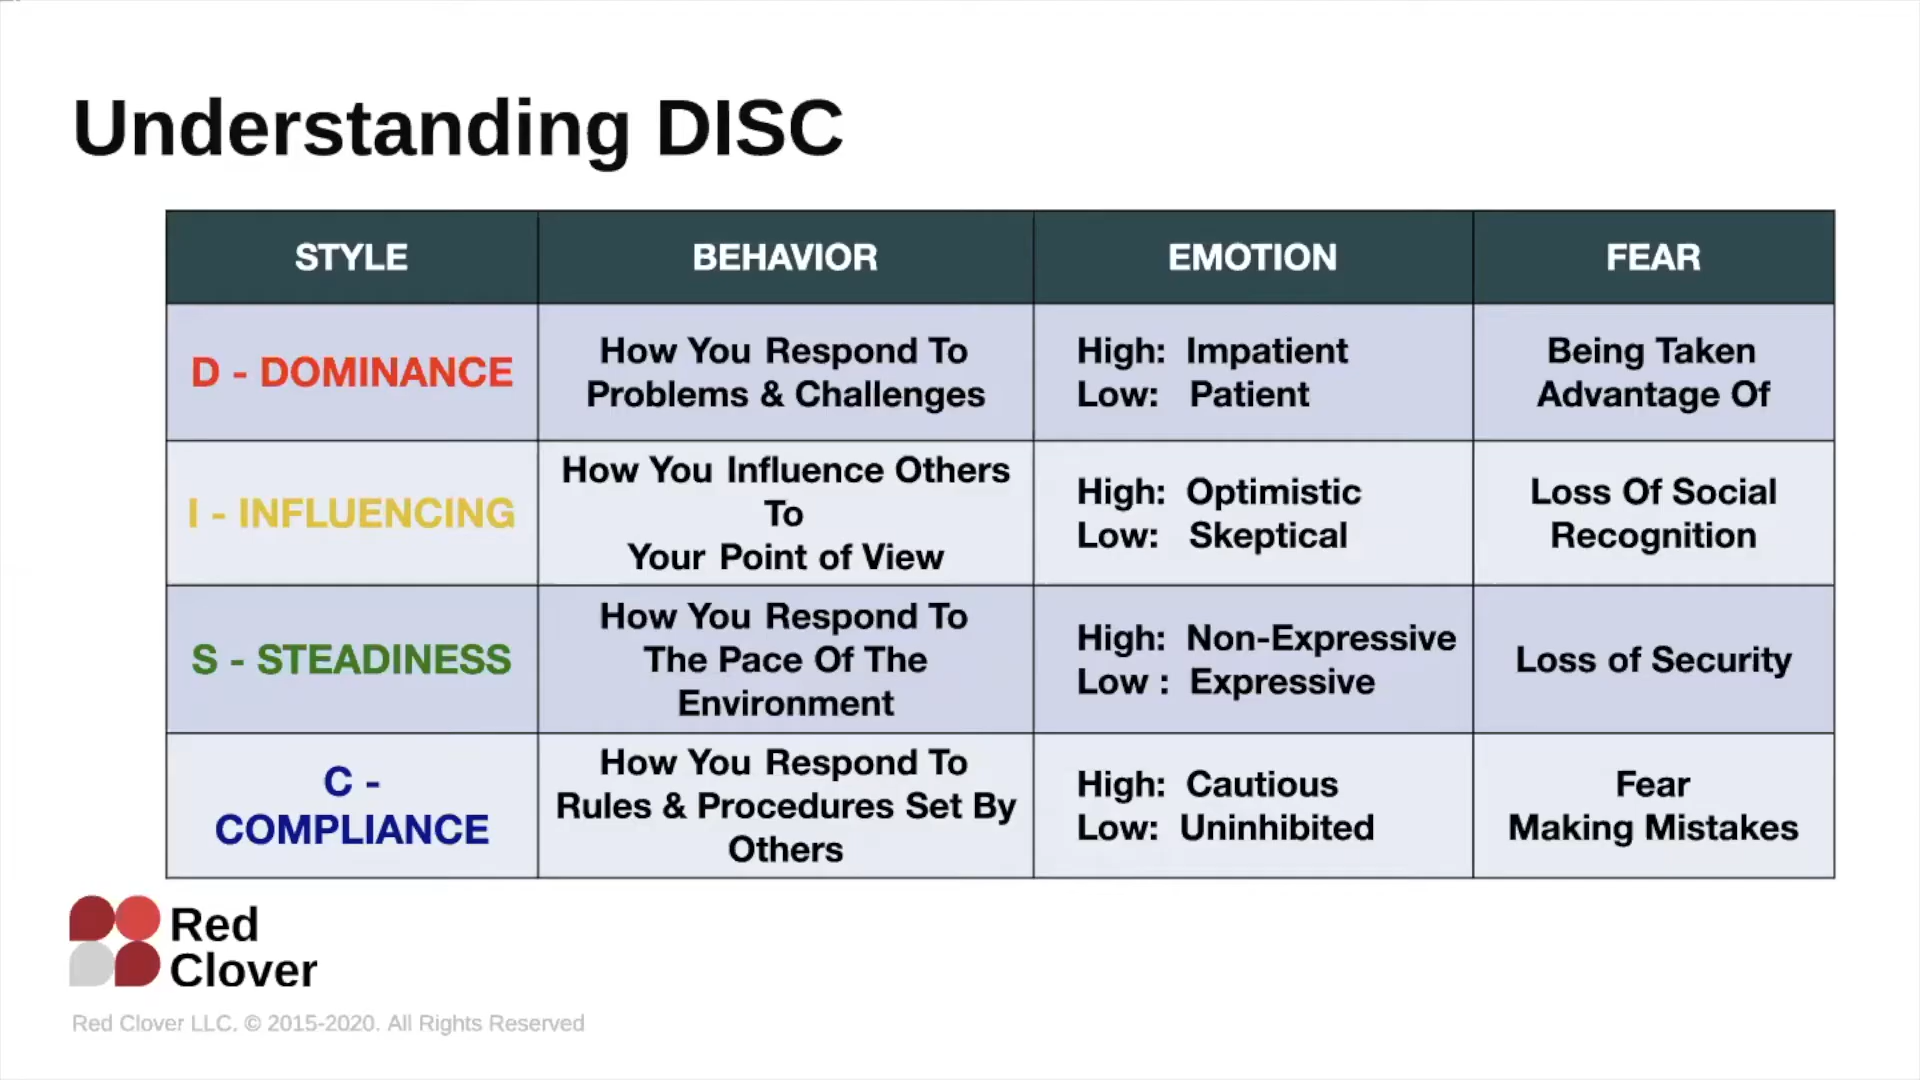 Understanding DISC
STYLE
BEHAVIOR
EMOTION
FEAR
D - DOMINANCE
How You Respond To
Problems & Challenges
High: Impatient
Low: Patient
Being Taken
Advantage Of
I - INFLUENCING
How You Influence Others
To
Your Point of View
High: Optimistic
Low: Skeptical
Loss Of Social
Recognition
S - STEADINESS
How You Respond To
The Pace Of The
Environment
High: Non-Expressive
Low : Expressive
Loss of Security
C -
COMPLIANCE
How You Respond To
Rules & Procedures Set By
Others
High: Cautious
Low: Uninhibited
Fear
Making Mistakes
Red
Clover
Red Clover LLC. © 2015-2020. All Rights Reserved